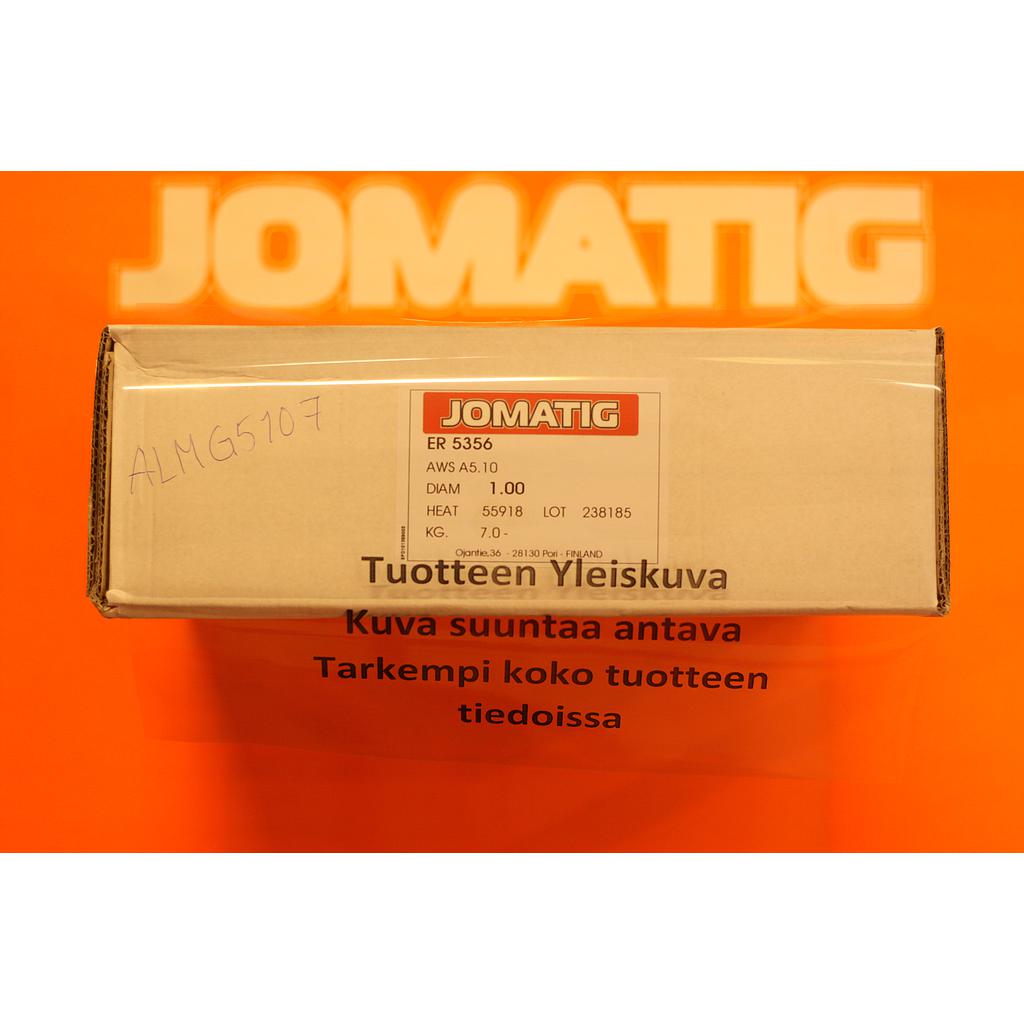 JOMATIG
ALMG5107
JOMATIG
ER 5356
AWS A5.10
DIAM 1.00
HEAT 55918 LOT 238185
KG. 7.0 -
Ojantie,36 - 28130 Pori - FINLAND
Tuotteen Yleiskuva
Kuva suuntaa antava
Tarkempi koko tuotteen
tiedoissa